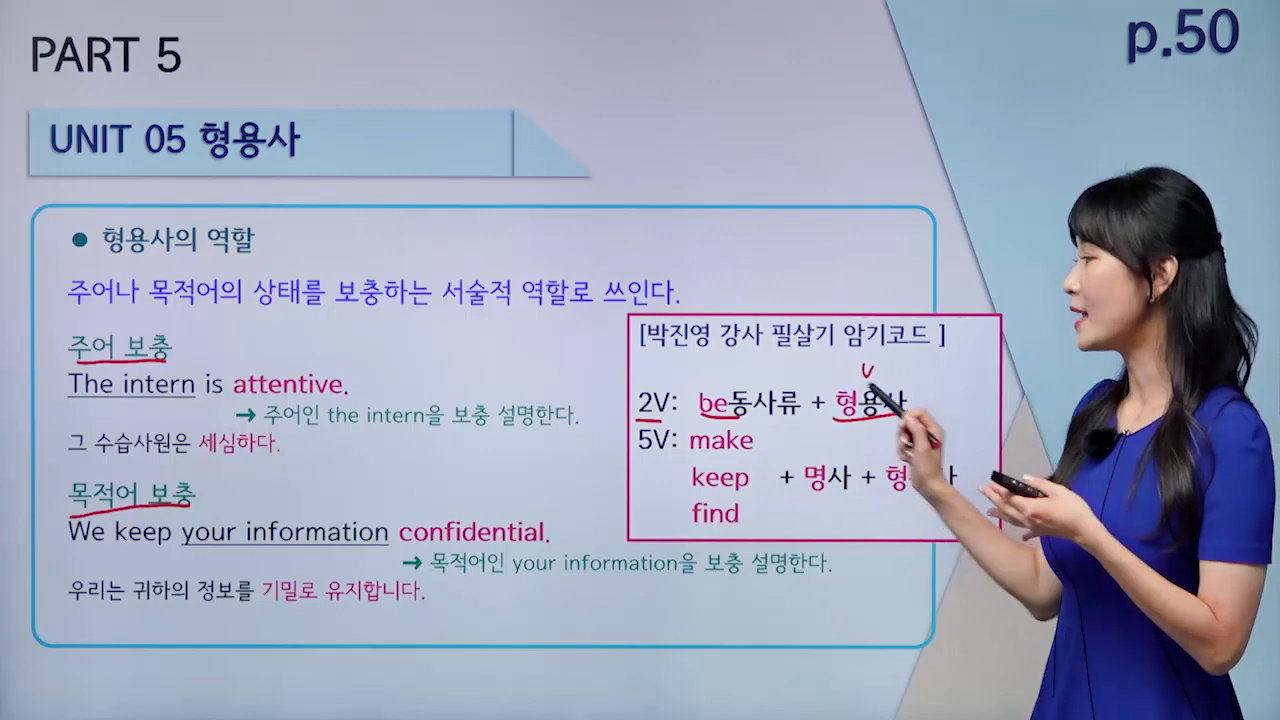 PART 5
p.50
UNIT 05 형용사
● 형용사의 역할
주어나 목적어의 상태를 보충하는 서술적 역할로 쓰인다.
주어 보충
The intern is attentive.
→ 주어인 the intern을 보충 설명한다.
그 수습사원은 세심하다.
목적어 보충
We keep your information confidential.
→ 목적어인 your information을 보충 설명한다.
우리는 귀하의 정보를 기밀로 유지합니다.
[박진영 강사 필살기 암기코드 ]
2V: be동사류 + 형용사
5V: make
keep + 명사 +
find